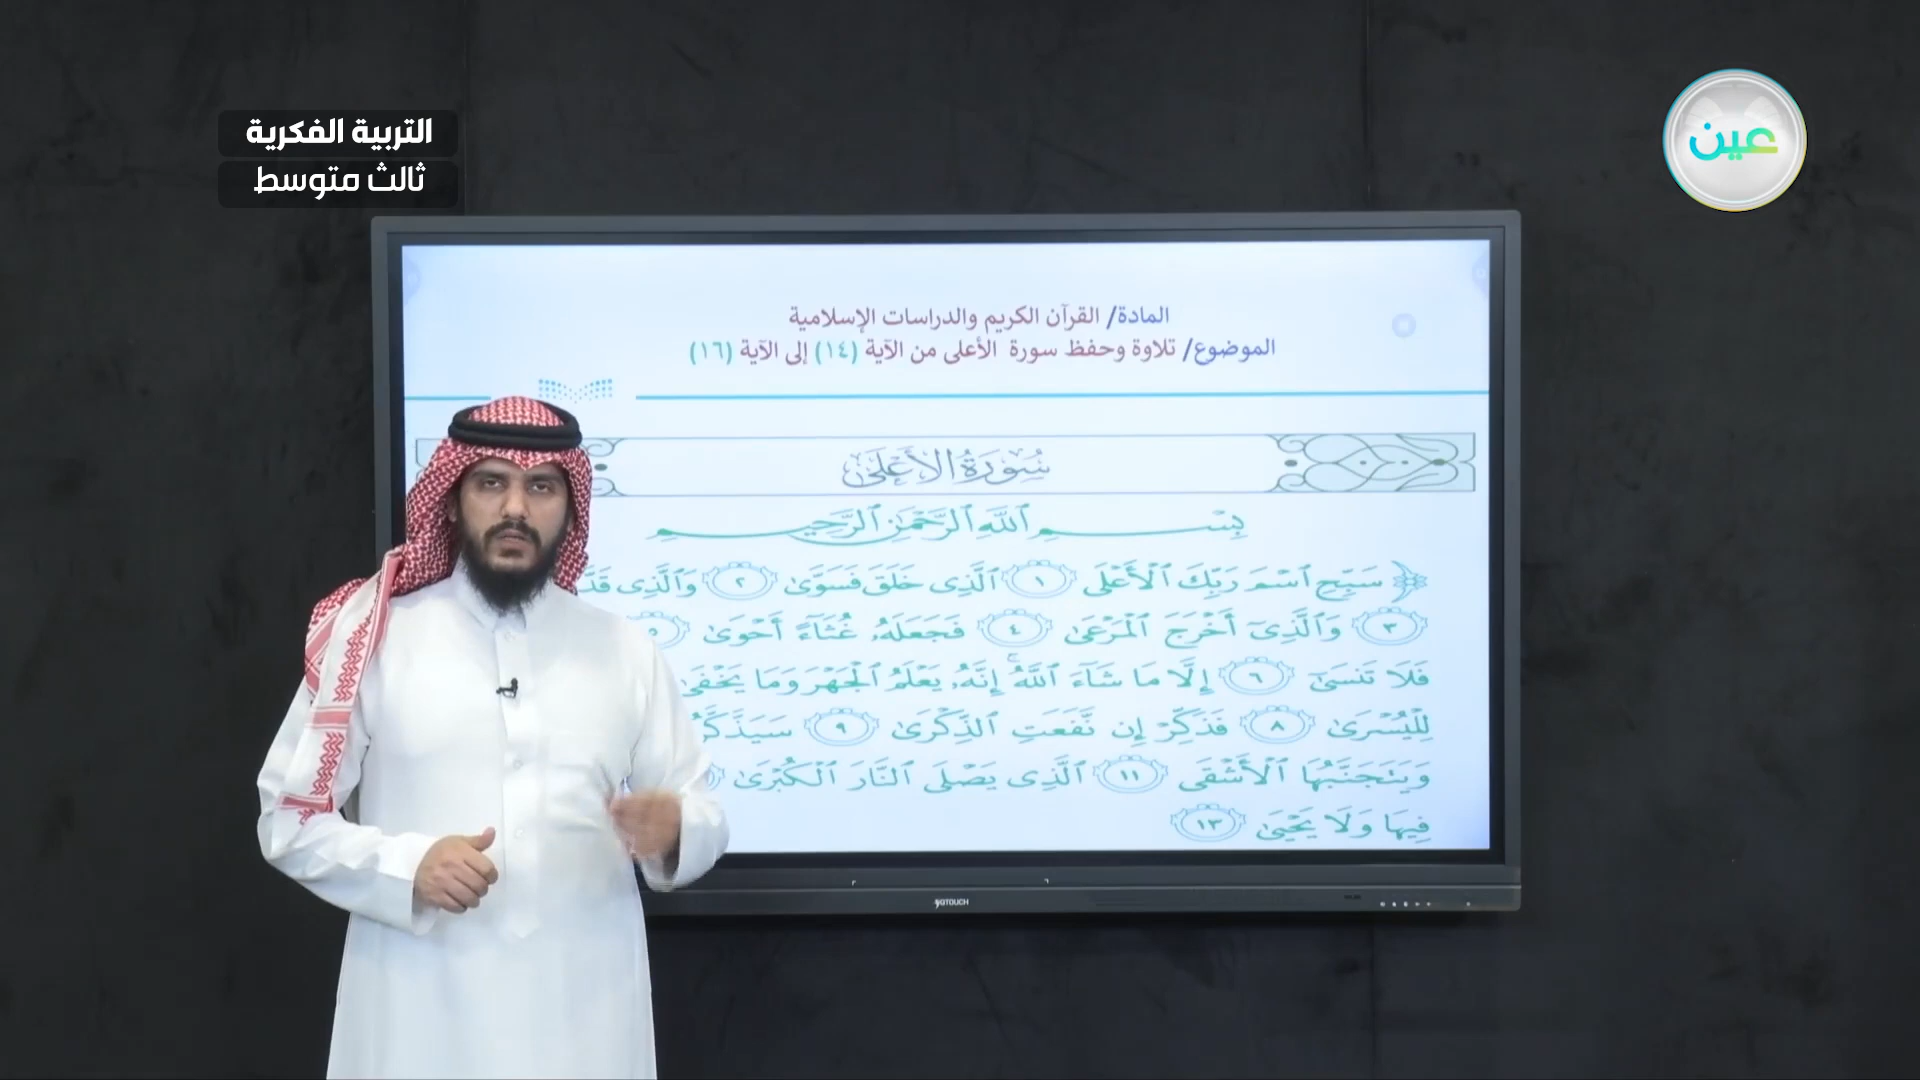 التربية الفكرية
ثالث متوسط
عين
المادة/ القرآن الكريم والدراسات الإسلامية
الموضوع/ تلاوة وحفظ سورة الأعلى من الآية (١٤) إلى الآية (١٦)
سُورَةُ الأَعۡلَىٰ
بِسۡمِ ٱللَّهِ ٱلرَّحۡمَٰنِ ٱلرَّحِيمِ
سَبِّحِ ٱسۡمَ رَبِّكَ ٱلۡأَعۡلَى ١ ٱلَّذِي خَلَقَ فَسَوَّىٰ ٢ وَٱلَّذِي
٣ وَٱلَّذِيٓ أَخۡرَجَ ٱلۡمَرۡعَىٰ ٤ فَجَعَلَهُۥ غُثَآءً أَحۡوَىٰ ٥
فَلَا تَنسَىٰٓ ٦ إِلَّا مَا شَآءَ ٱللَّهُۚ إِنَّهُۥ يَعۡلَمُ ٱلۡجَهۡرَ وَمَا يَخۡفَىٰ
لِلۡيُسۡرَىٰ ٨ فَذَكِّرۡ إِن نَّفَعَتِ ٱلذِّكۡرَىٰ ٩ سَيَذَّكَّرُ
وَيَتَجَنَّبُهَا ٱلۡأَشۡقَى ١١ ٱلَّذِي يَصۡلَى ٱلنَّارَ ٱلۡكُبۡرَىٰ
فِيهَا وَلَا يَحۡيَىٰ ١٣